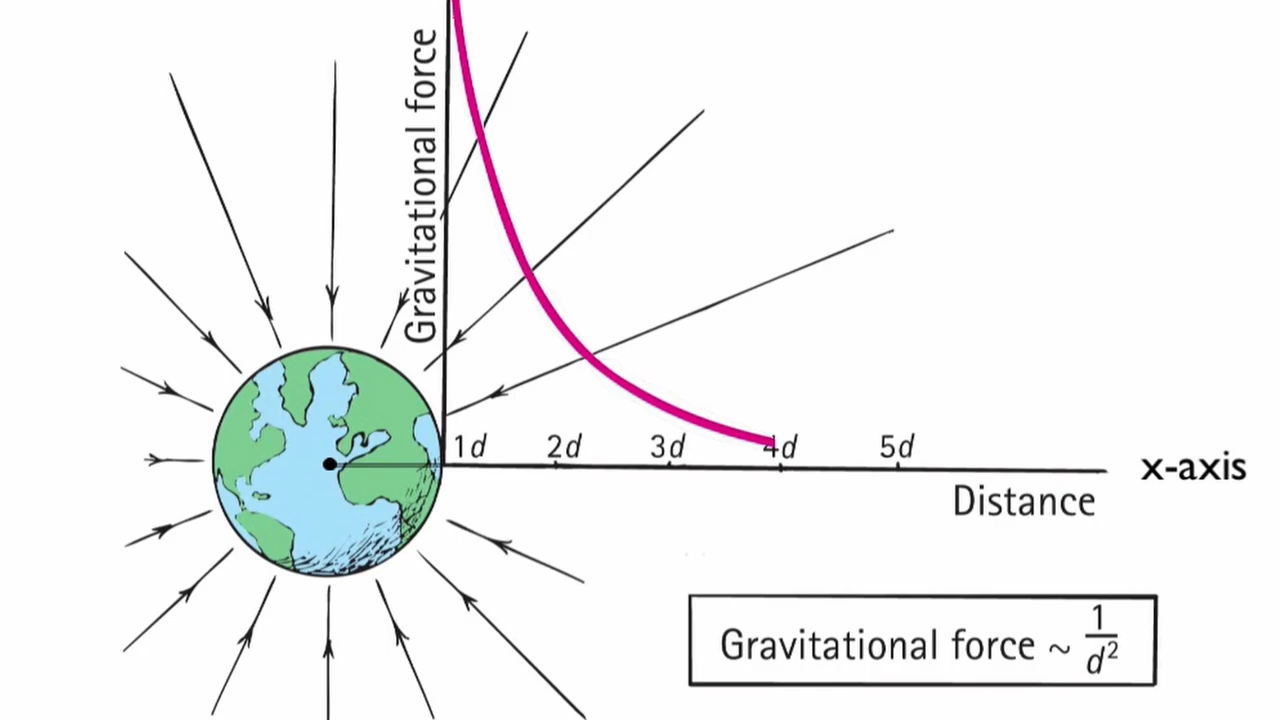 Gravitational force
1d 2d 3d 4d 5d
x-axis
Distance
Gravitational force ~ 1/d²